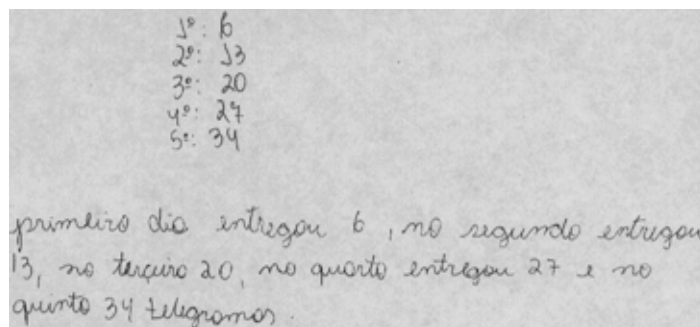 1º: 6
2º: 13
3º: 20
4º: 27
5º: 34
primeiro dia entregou 6, no segundo entregou
13, no terceiro 20, no quarto entregou 27 e no
quinto 34 telegramas.